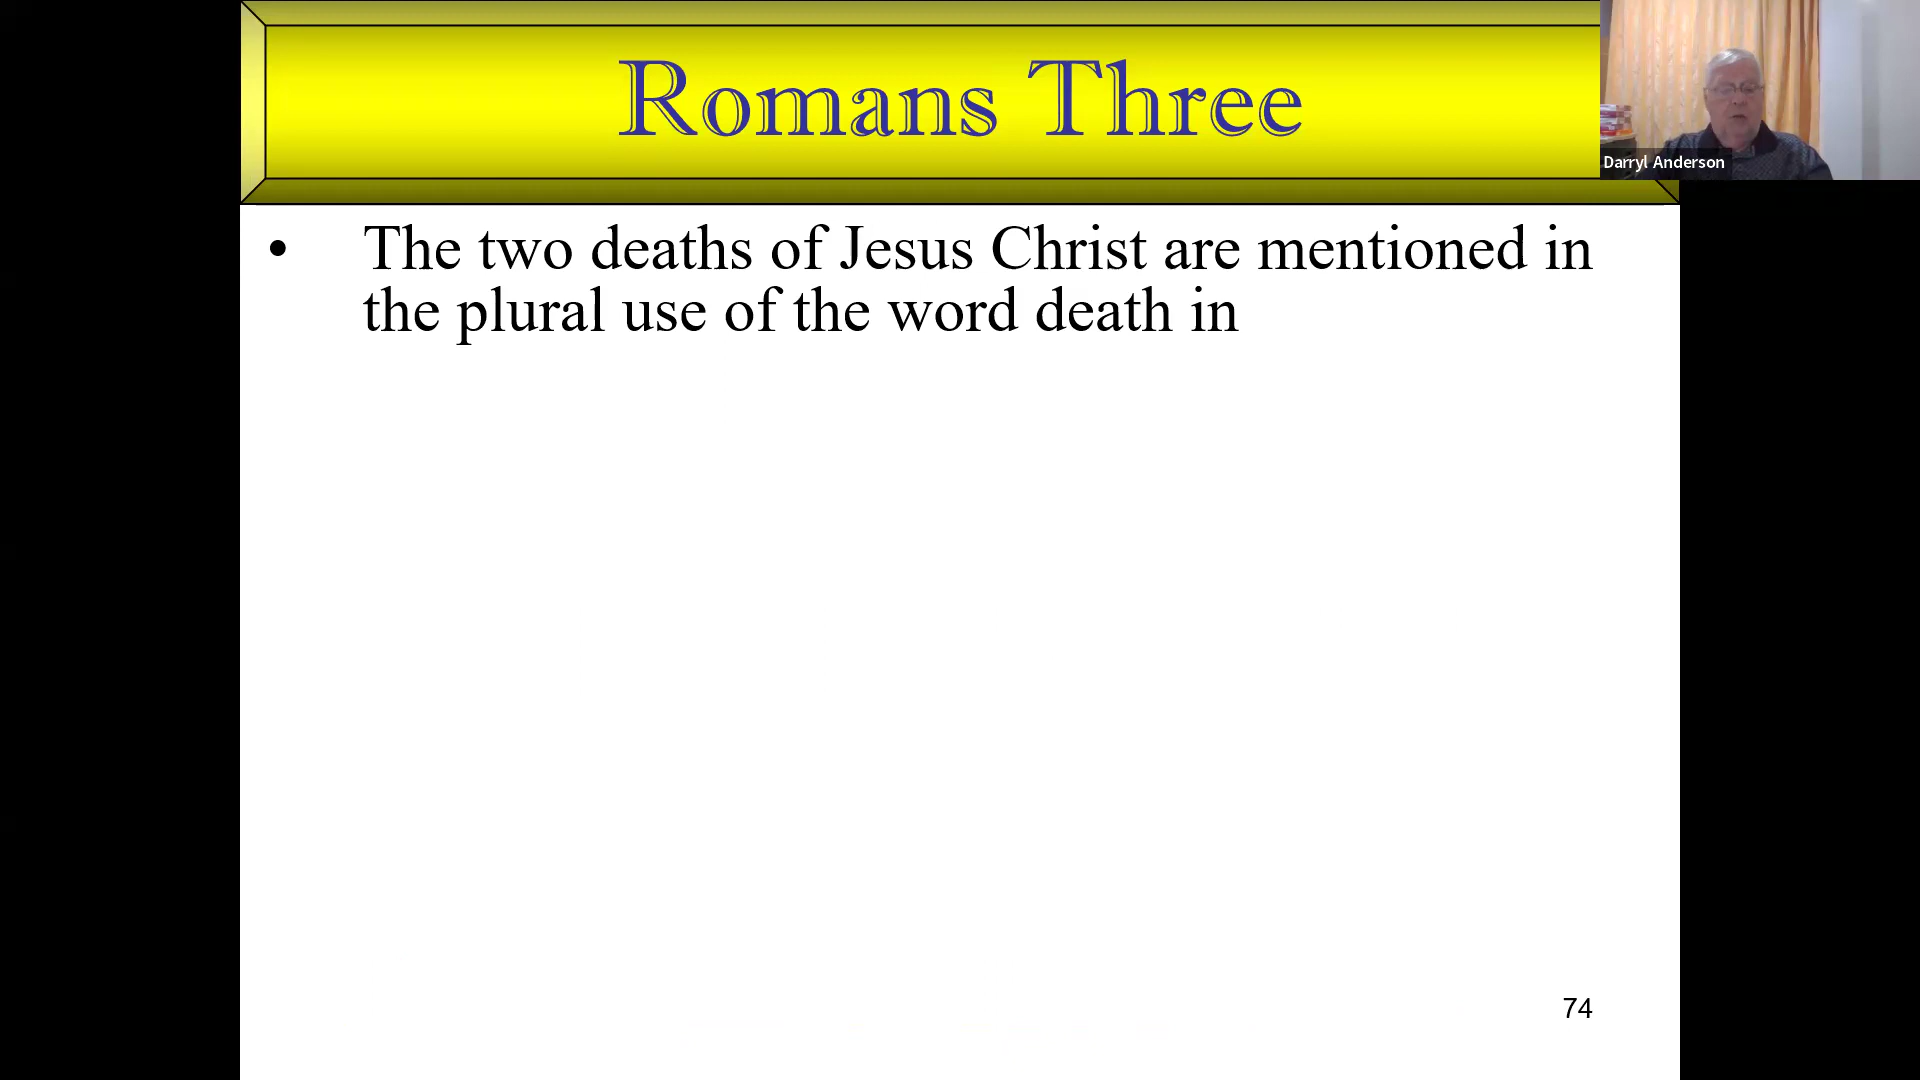 Romans Three
Darryl Anderson
• The two deaths of Jesus Christ are mentioned in
the plural use of the word death in
74